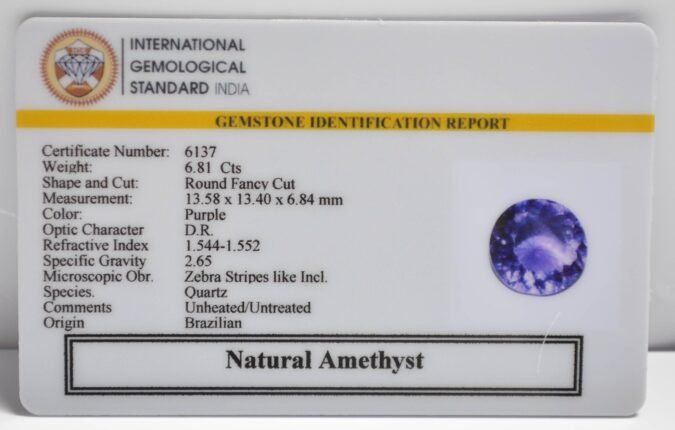 INTERNATIONAL
GEMOLOGICAL
STANDARD INDIA
GEMSTONE IDENTIFICATION REPORT
Certificate Number: 6137
Weight: 6.81 Cts
Shape and Cut: Round Fancy Cut
Measurement: 13.58 x 13.40 x 6.84 mm
Color: Purple
Optic Character D.R.
Refractive Index 1.544-1.552
Specific Gravity 2.65
Microscopic Obr. Zebra Stripes like Incl.
Species. Quartz
Comments Unheated/Untreated
Origin Brazilian
Natural Amethyst